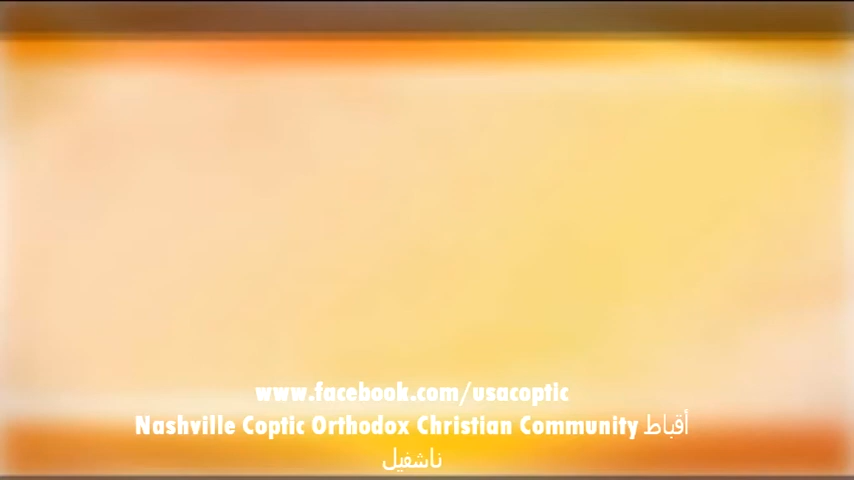 www.facebook.com/usacoptic
Nashville Coptic Orthodox Christian Community أقباط
ناشفيل